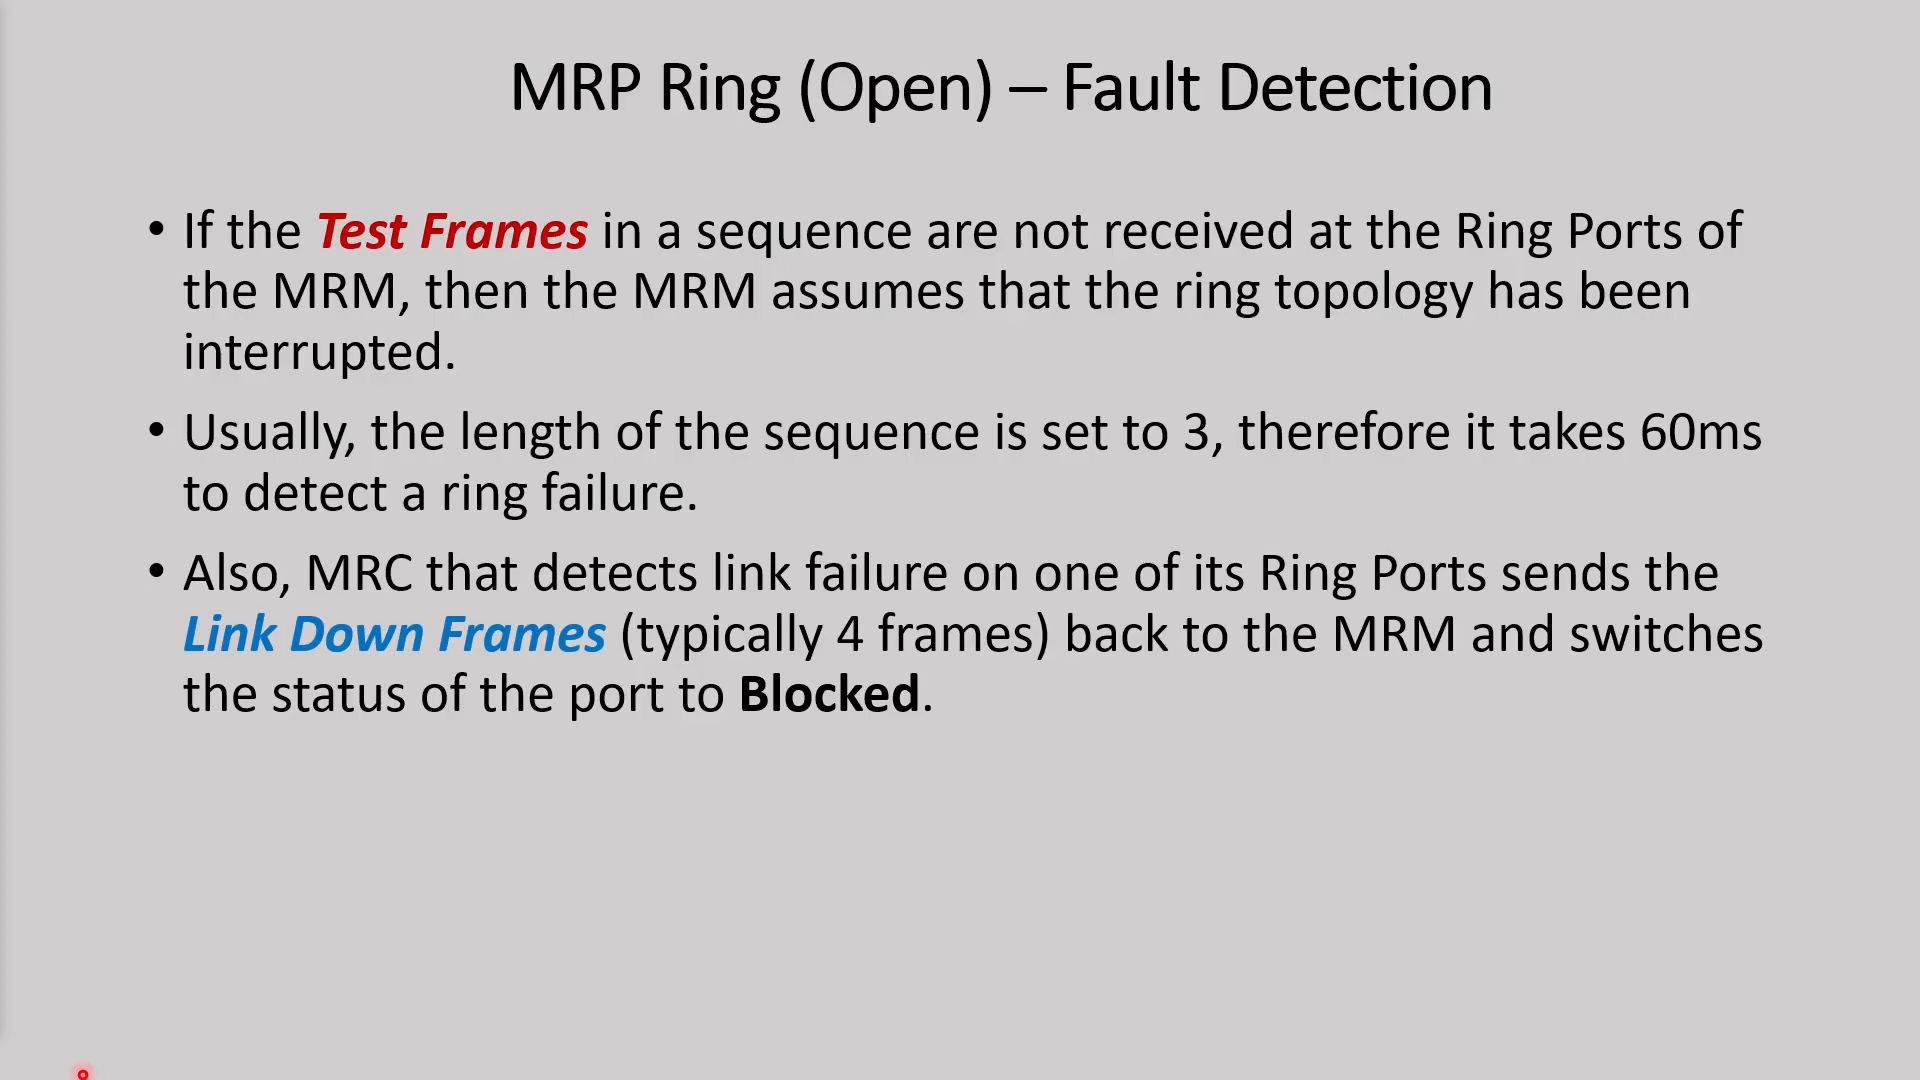 MRP Ring (Open) – Fault Detection
• If the Test Frames in a sequence are not received at the Ring Ports of
the MRM, then the MRM assumes that the ring topology has been
interrupted.
• Usually, the length of the sequence is set to 3, therefore it takes 60ms
to detect a ring failure.
• Also, MRC that detects link failure on one of its Ring Ports sends the
Link Down Frames (typically 4 frames) back to the MRM and switches
the status of the port to Blocked.